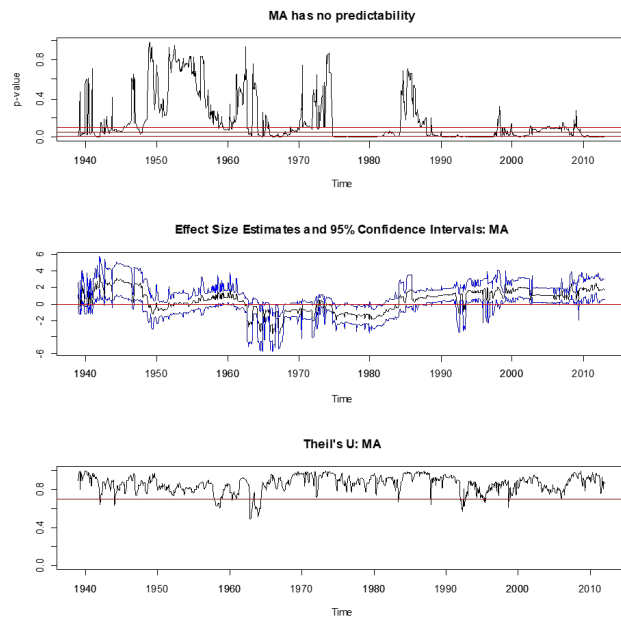 MA has no predictability
p-value
0.8
0.4
0.0
1940 1950 1960 1970 1980 1990 2000 2010
Time
Effect Size Estimates and 95% Confidence Intervals: MA
6
4
2
0
-2
-6
1940 1950 1960 1970 1980 1990 2000 2010
Time
Theil's U: MA
0.8
0.4
0.0
1940 1950 1960 1970 1980 1990 2000 2010
Time